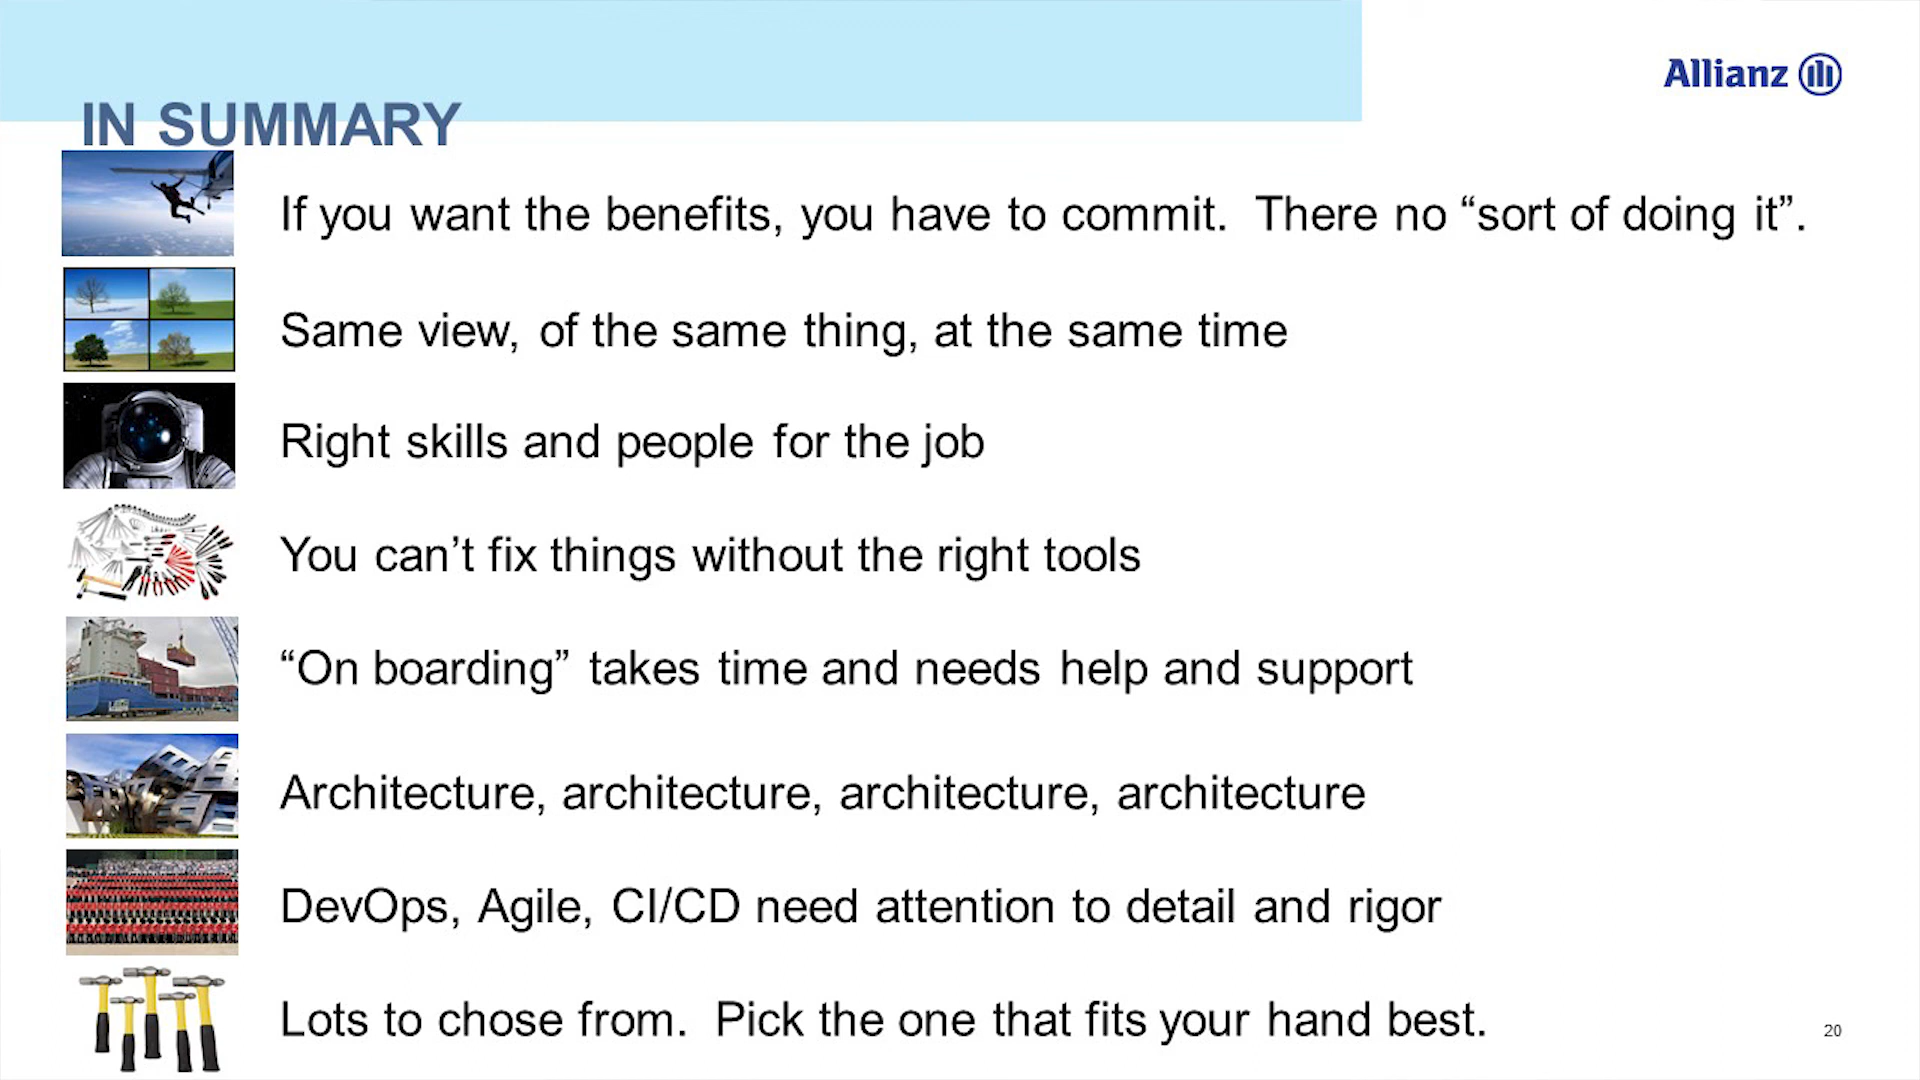 Allianz
IN SUMMARY
If you want the benefits, you have to commit.  There no “sort of doing it”.
Same view, of the same thing, at the same time
Right skills and people for the job
You can’t fix things without the right tools
“On boarding” takes time and needs help and support
Architecture, architecture, architecture, architecture
DevOps, Agile, CI/CD need attention to detail and rigor
Lots to chose from.  Pick the one that fits your hand best.
20